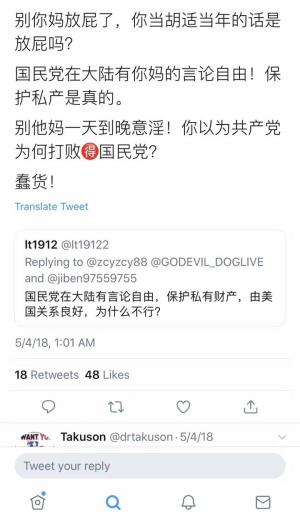 别你妈放屁了，你当胡适当年的话是
放屁吗？
国民党在大陆有你妈的言论自由！保
护私产是真的。
别他妈一天到晚意淫！你以为共产党
为何打败🉐国民党？
蠢货！
Translate Tweet
lt1912 @lt19122
Replying to @zcyzcy88 @GODEVIL_DOGLIVE
and @jiben97559755
国民党在大陆有言论自由，保护私有财产，由美
国关系良好，为什么不行？
5/4/18, 1:01 AM
18 Retweets 48 Likes
WANT YO
Takuson @drtakuson · 5/4/18
Tweet your reply